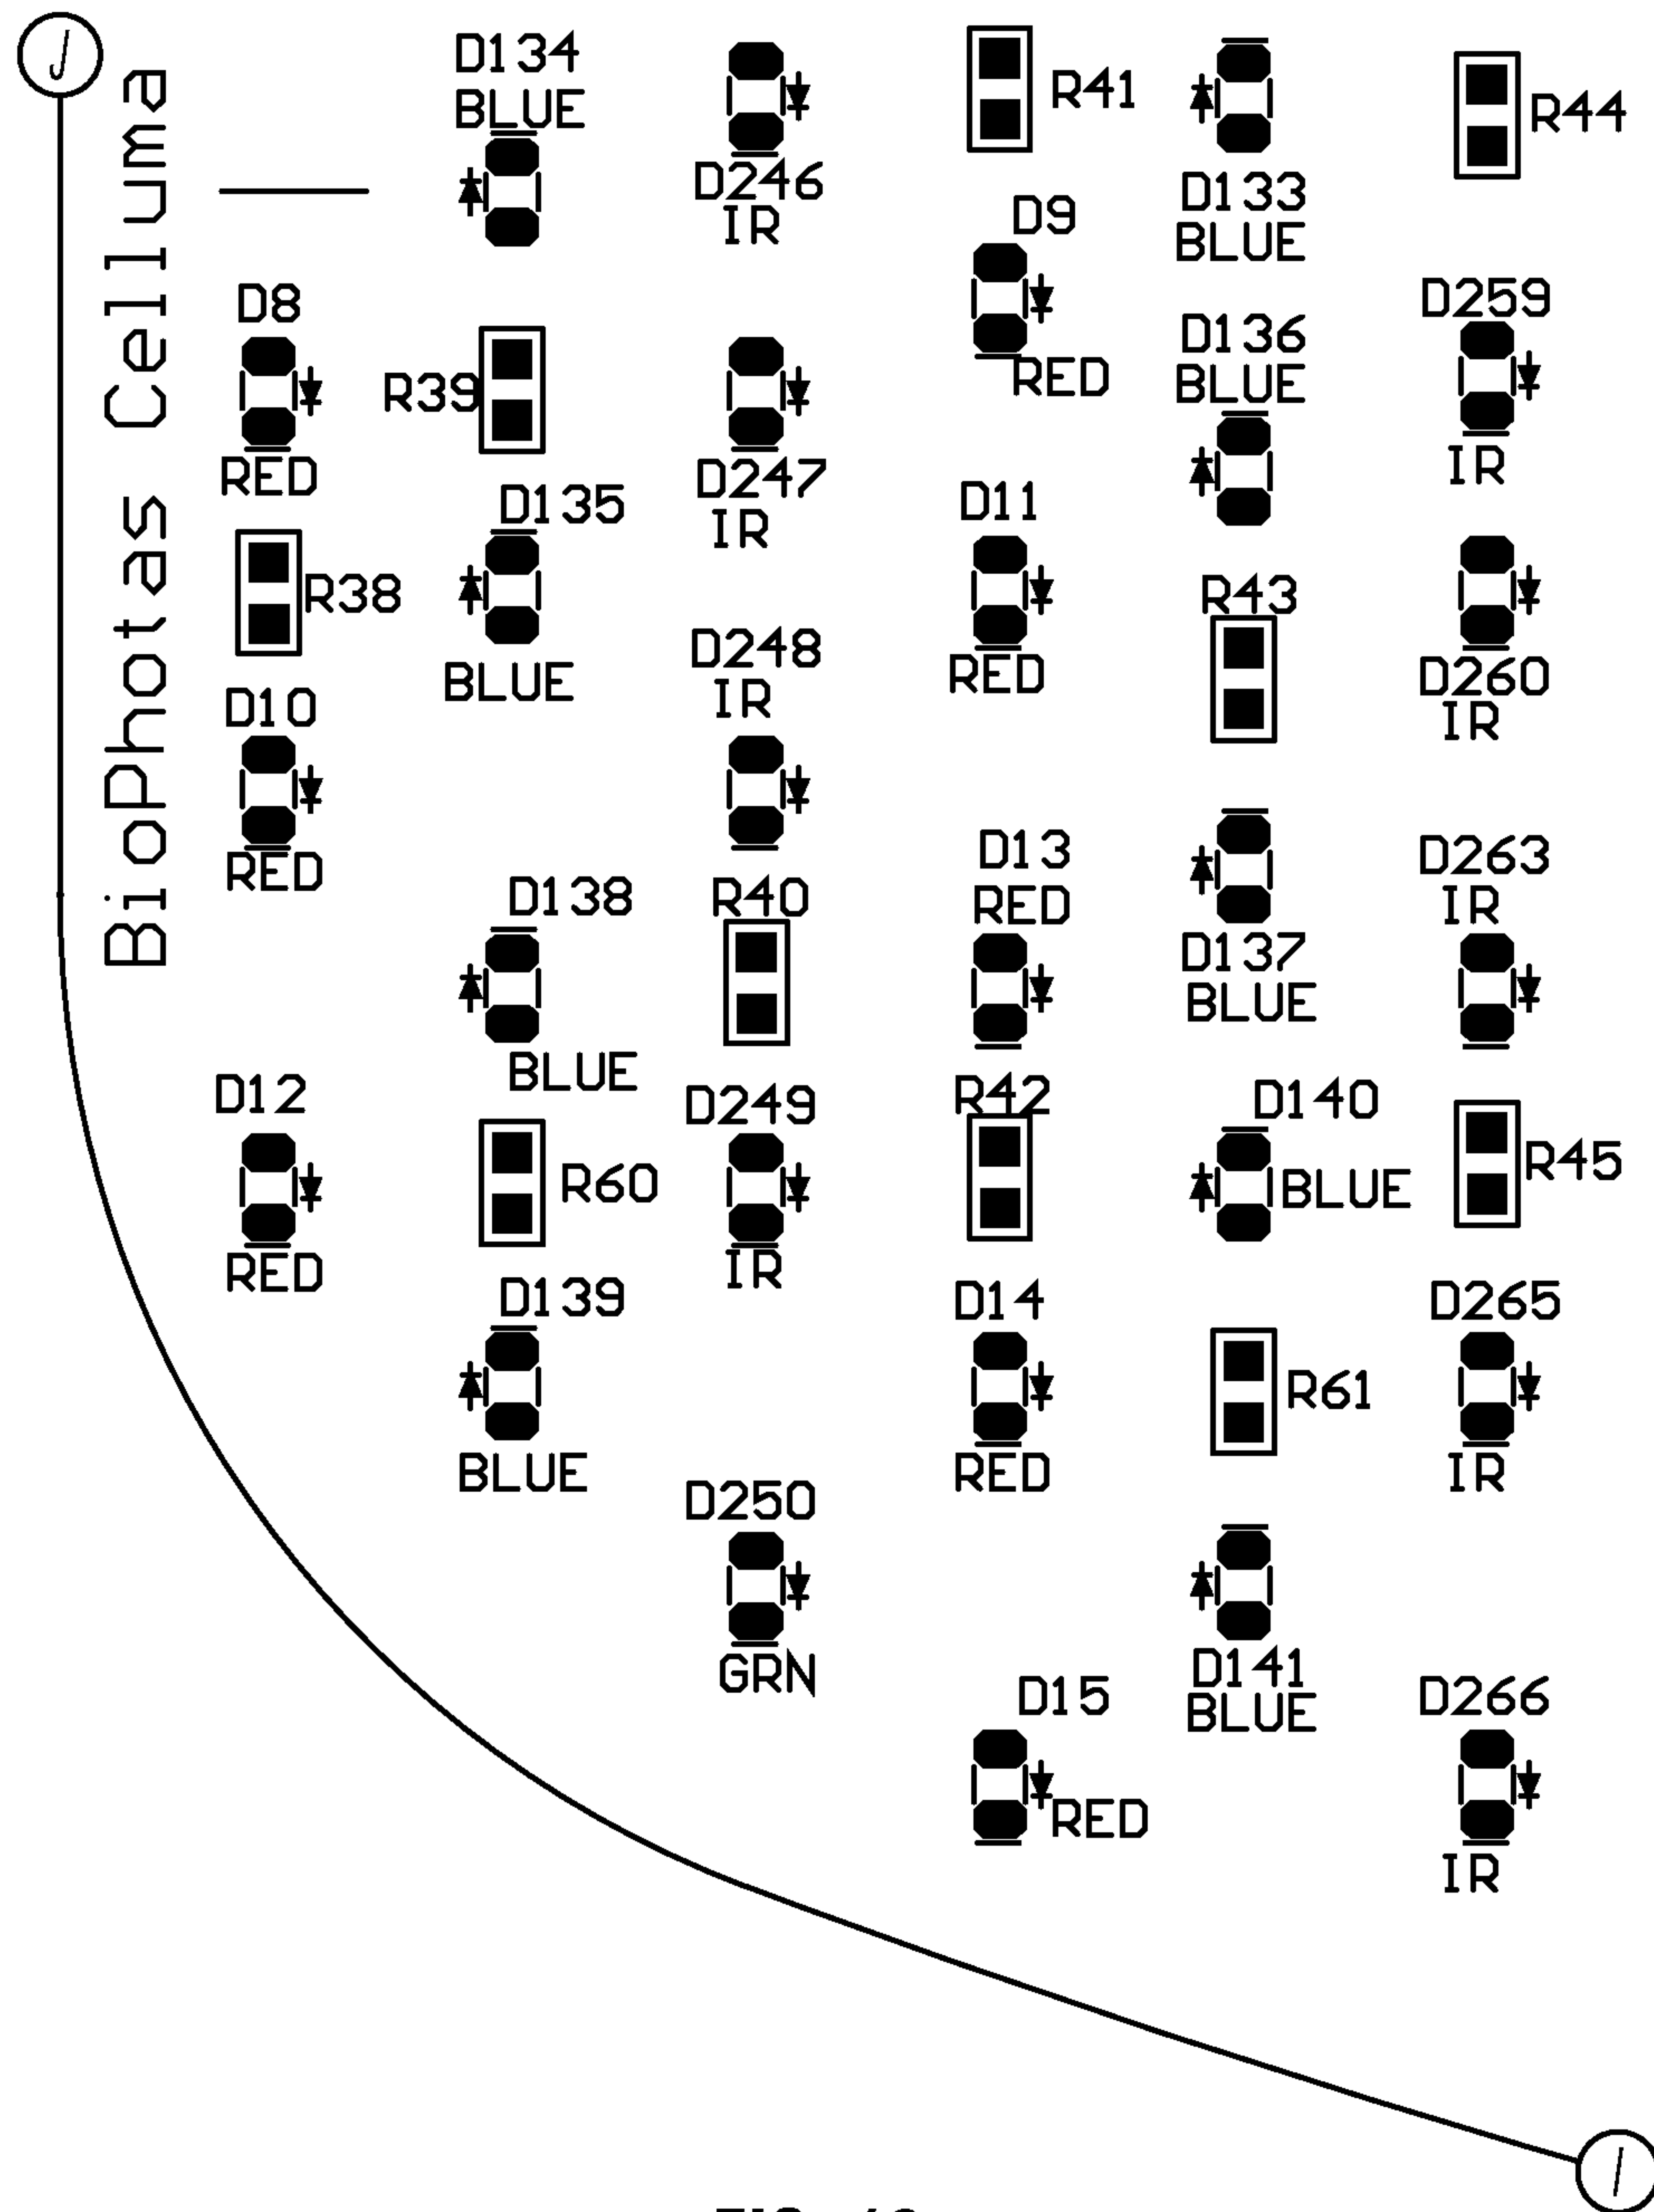 J
BioPhotas Celluma
D134
BLUE
D246
IR
R41
D133
BLUE
R44
D9
RED
D8
RED
R39
D247
IR
D136
BLUE
D259
IR
R38
D135
BLUE
D11
RED
R43
D260
IR
D10
RED
D248
IR
D138
BLUE
R40
D13
RED
D137
BLUE
D263
IR
D12
RED
R60
D249
IR
R42
D140
BLUE
R45
D139
BLUE
D14
RED
R61
D265
IR
D250
GRN
D15
RED
D141
BLUE
D266
IR
I